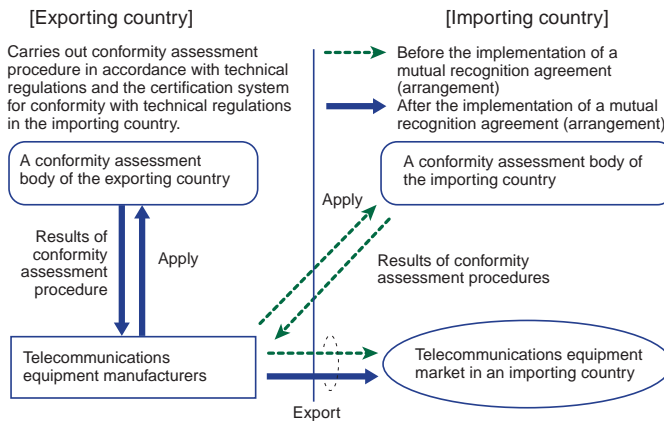 [Exporting country]
Carries out conformity assessment
procedure in accordance with technical
regulations and the certification system
for conformity with technical regulations
in the importing country.
[Importing country]
Before the implementation of a
mutual recognition agreement
(arrangement)
After the implementation of a mutual
recognition agreement (arrangement)
A conformity assessment
body of the exporting country
A conformity assessment body of
the importing country
Results of
conformity
assessment
procedure
Apply
Apply
Results of conformity
assessment procedures
Telecommunications
equipment manufacturers
Telecommunications equipment
market in an importing country
Export